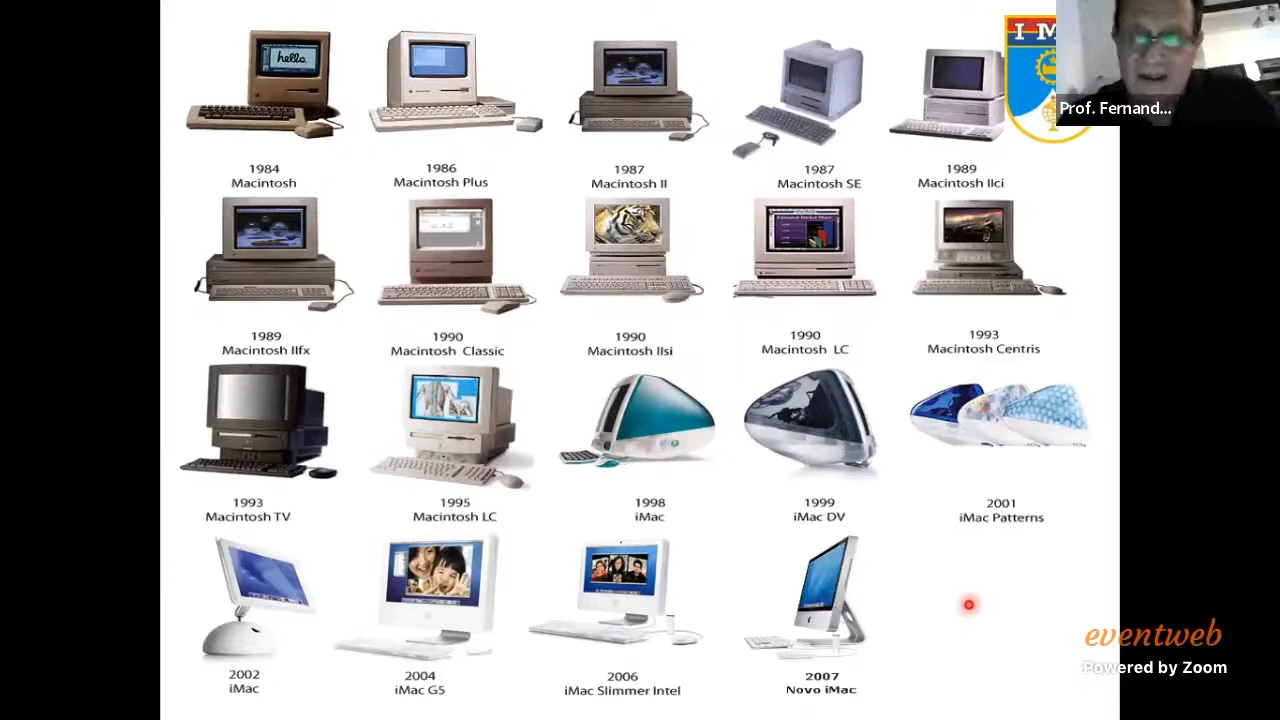 hello.
I M
Prof. Fernand...
1984
Macintosh
1986
Macintosh Plus
1987
Macintosh II
1987
Macintosh SE
1989
Macintosh IIci
1989
Macintosh IIfx
1990
Macintosh Classic
1990
Macintosh IIsi
1990
Macintosh LC
1993
Macintosh Centris
1993
Macintosh TV
1995
Macintosh LC
1998
iMac
1999
iMac DV
2001
iMac Patterns
2002
iMac
2004
iMac G5
2006
iMac Slimmer Intel
2007
Novo iMac
eventweb
Powered by Zoom